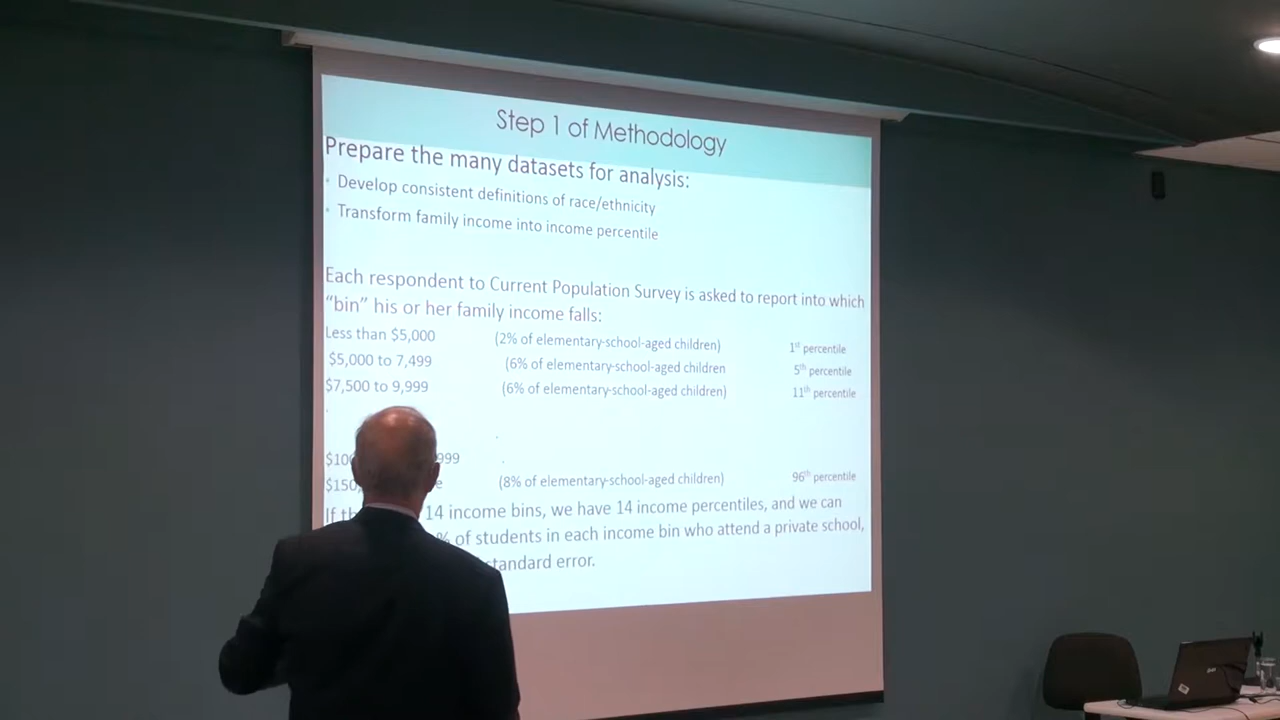 Step 1 of Methodology
Prepare the many datasets for analysis:
• Develop consistent definitions of race/ethnicity
• Transform family income into income percentile
Each respondent to Current Population Survey is asked to report into which
“bin” his or her family income falls:
Less than $5,000 (2% of elementary-school-aged children) 1st percentile
$5,000 to 7,499 (6% of elementary-school-aged children 5th percentile
$7,500 to 9,999 (6% of elementary-school-aged children) 11th percentile
.
.
$10 999 .
$150 e (8% of elementary-school-aged children) 96th percentile
If 14 income bins, we have 14 income percentiles, and we can
% of students in each income bin who attend a private school,
standard error.